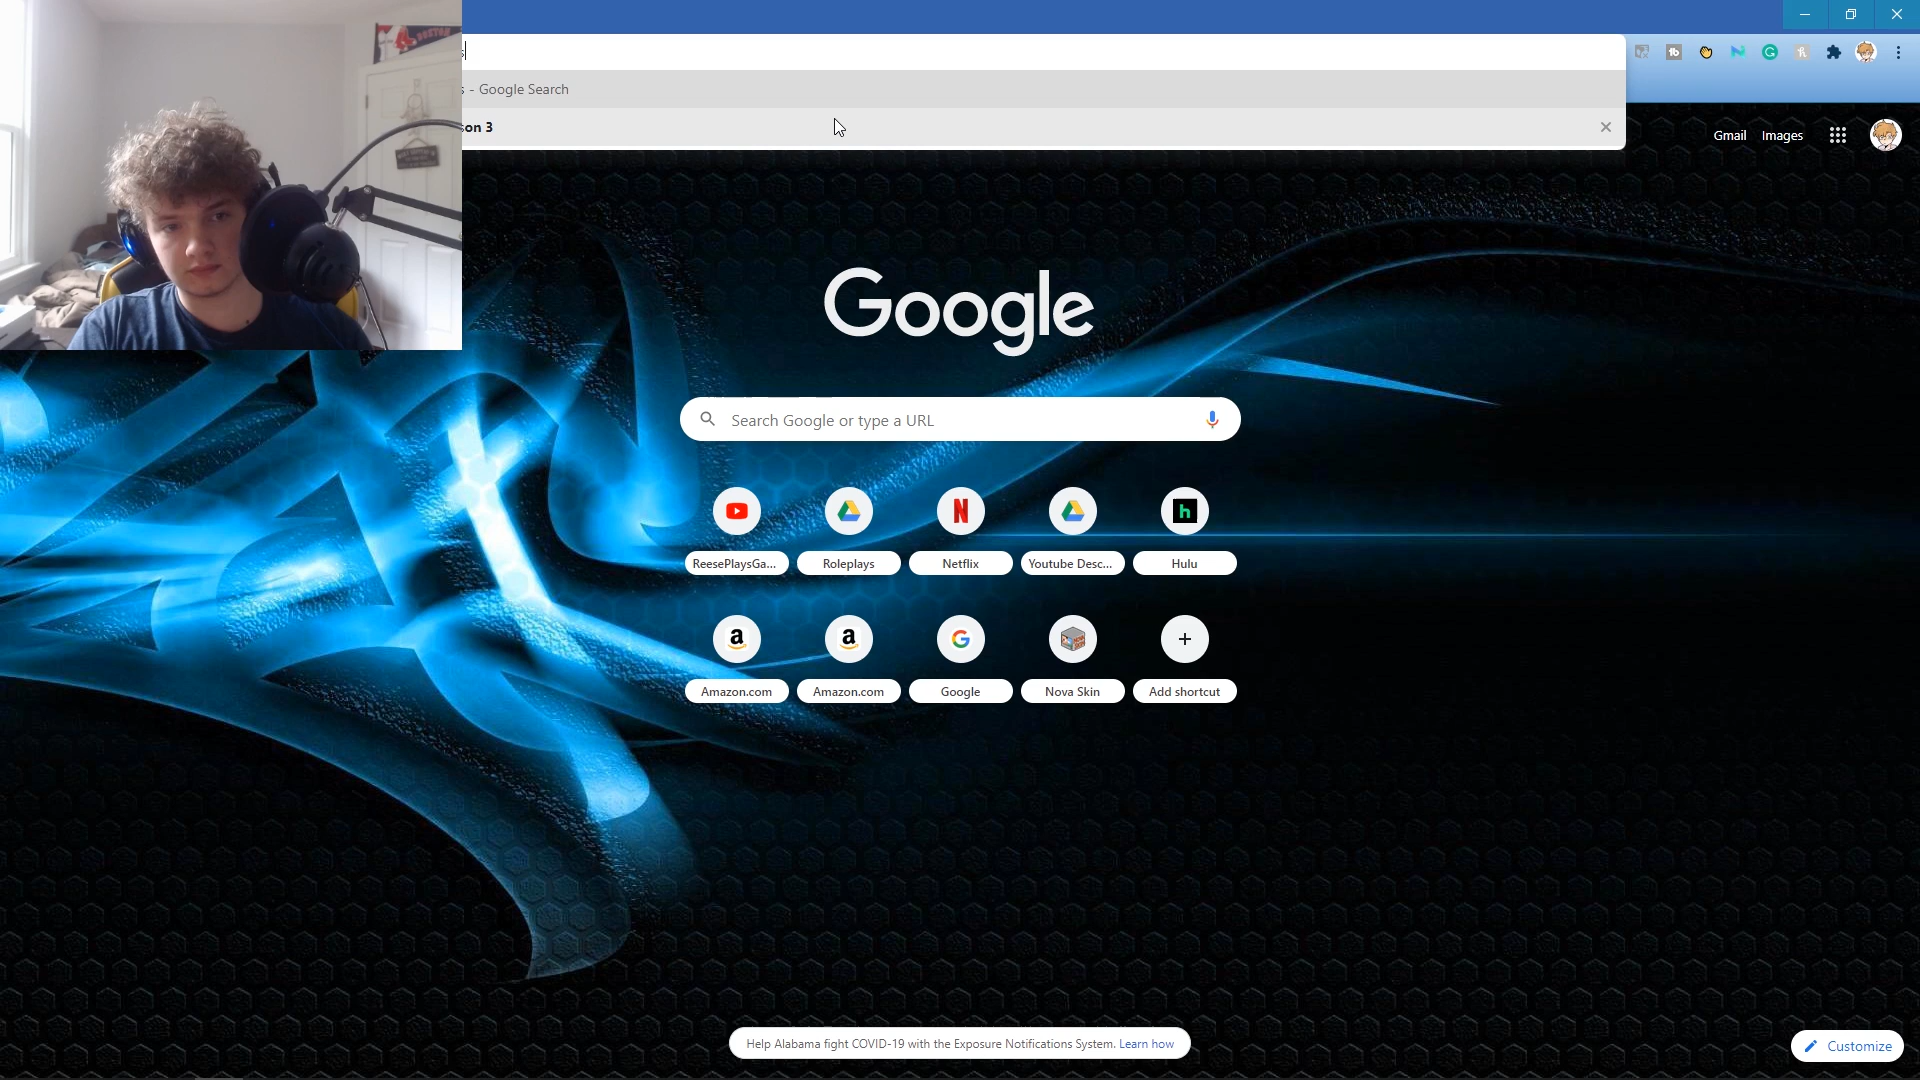 - Google Search
son 3
Gmail Images
Google
Search Google or type a URL
ReesePlaysGa... Roleplays Netflix Youtube Desc... Hulu
Amazon.com Amazon.com Google Nova Skin Add shortcut
Help Alabama fight COVID-19 with the Exposure Notifications System. Learn how
Customize